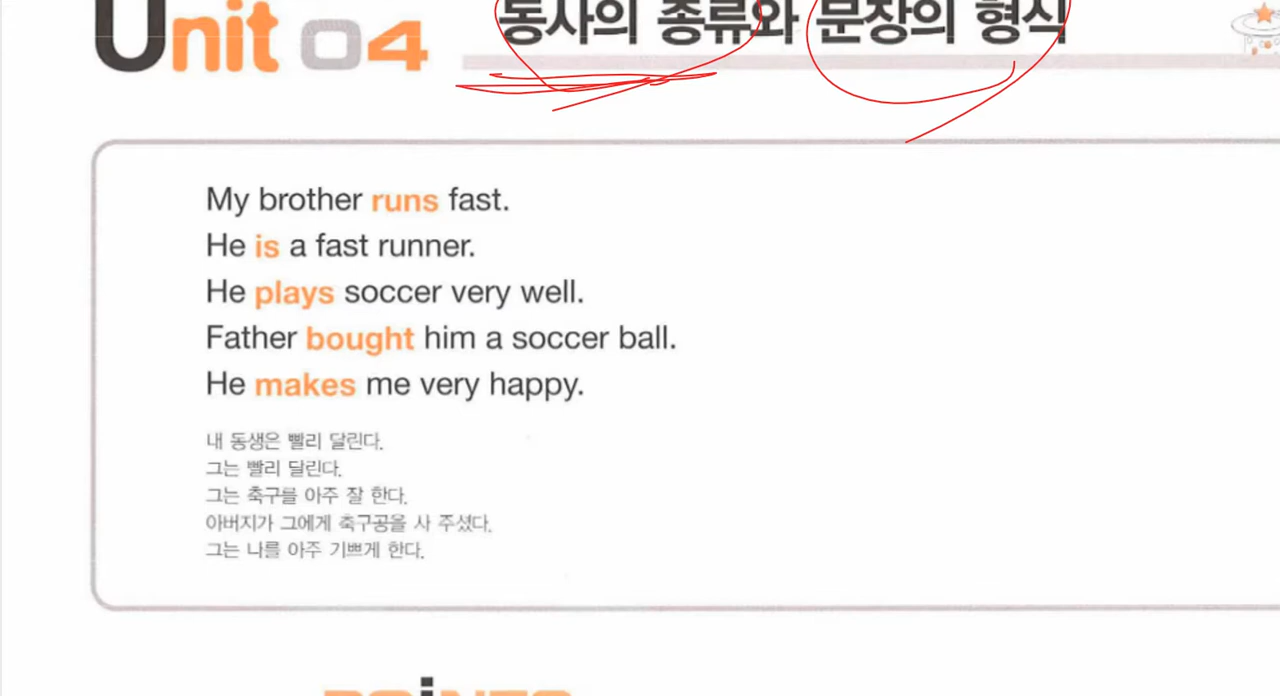 Unit 04 동사의 종류와 문장의 형식
My brother runs fast.
He is a fast runner.
He plays soccer very well.
Father bought him a soccer ball.
He makes me very happy.
내 동생은 빨리 달린다.
그는 빨리 달린다.
그는 축구를 아주 잘 한다.
아버지가 그에게 축구공을 사 주셨다.
그는 나를 아주 기쁘게 한다.